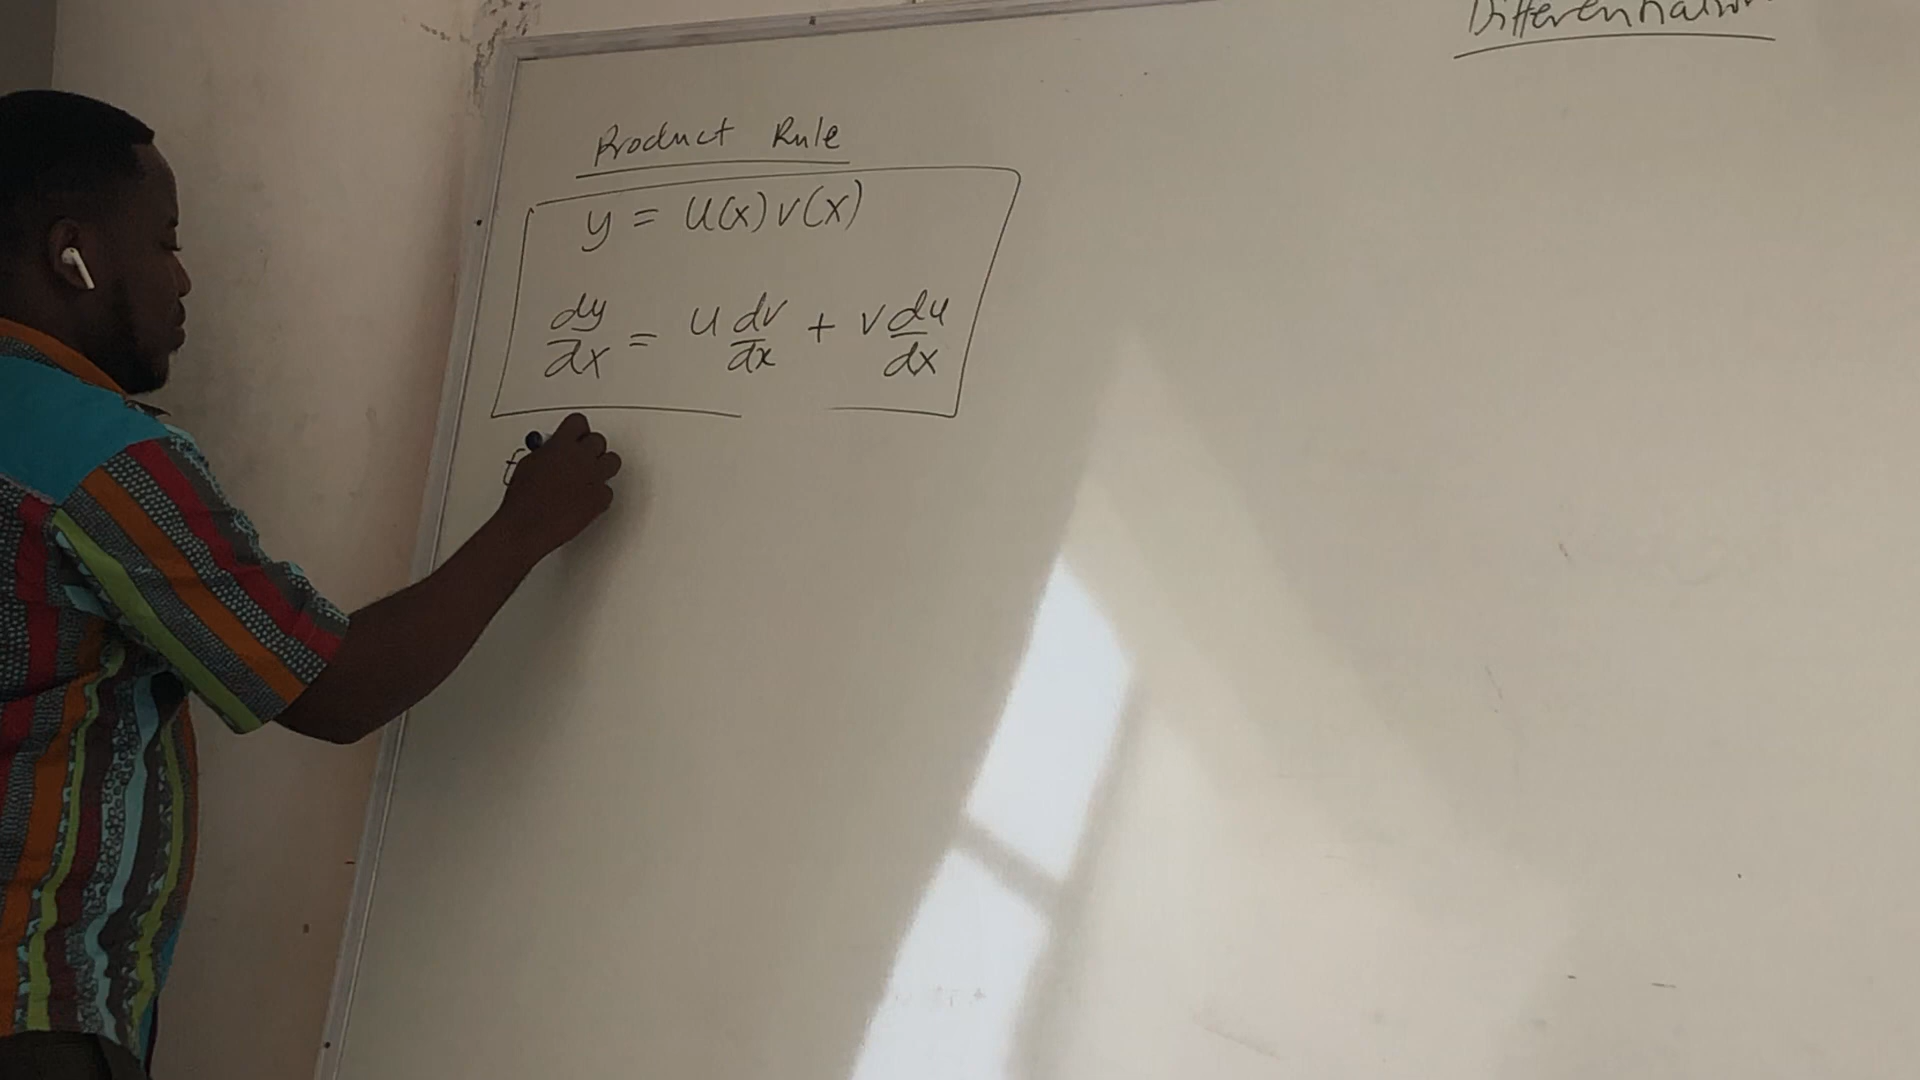 Differentiation
Product Rule
y = u(x) v(x)
dy/dx = u dv/dx + v du/dx